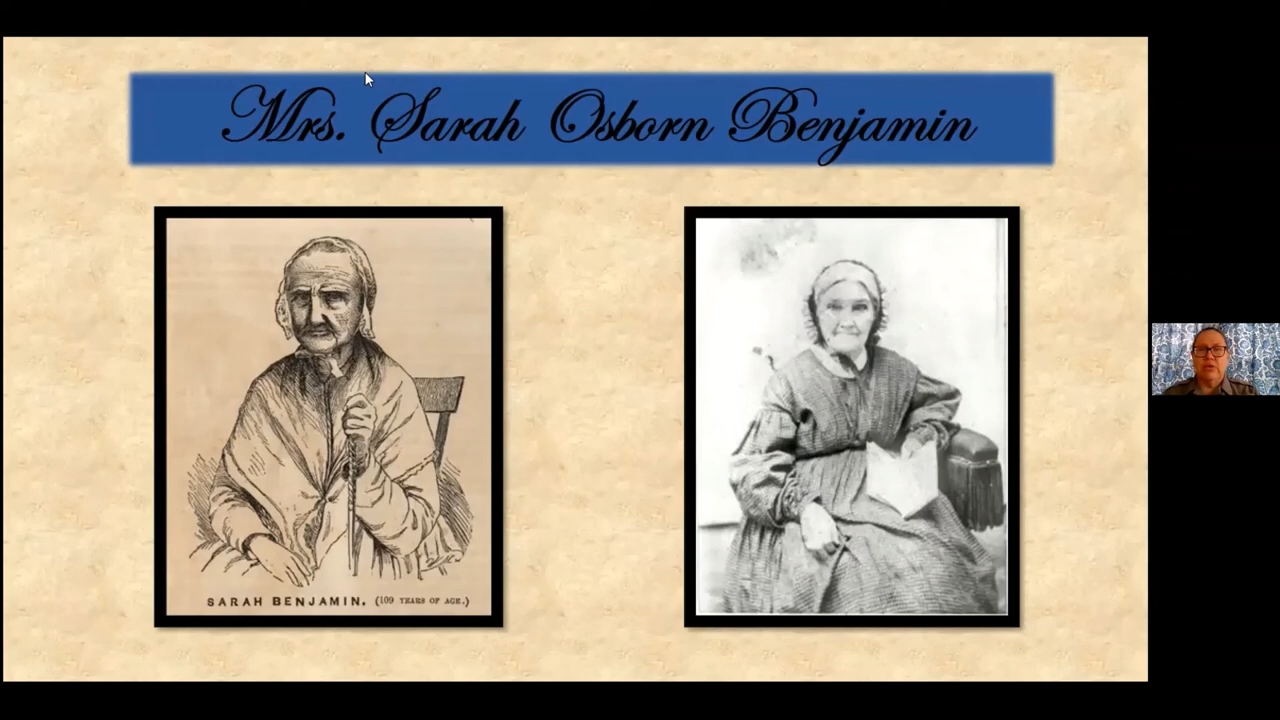 Mrs. Sarah Osborn Benjamin
SARAH BENJAMIN, (109 YEARS OF AGE.)